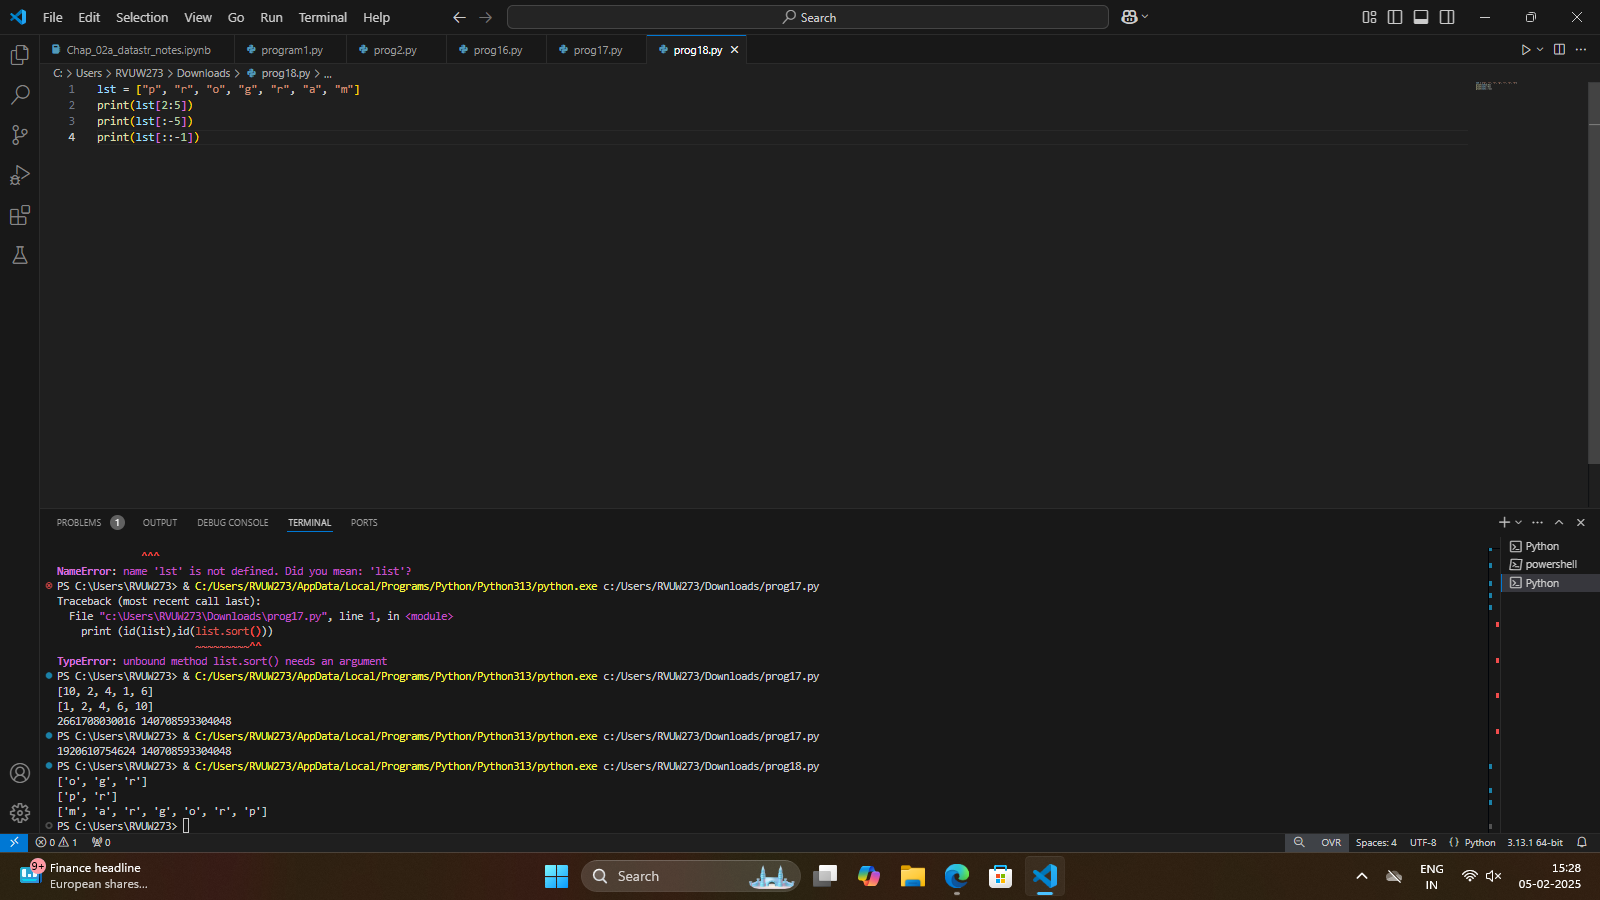 File Edit Selection View Go Run Terminal Help
Search
Chap_02a_datastr_notes.ipynb program1.py prog2.py prog16.py prog17.py prog18.py
C: > Users > RVUW273 > Downloads > prog18.py > ...
1 lst = ["p", "r", "o", "g", "r", "a", "m"]
2 print(lst[2:5])
3 print(lst[:-5])
4 print(lst[::-1])
PROBLEMS 1 OUTPUT DEBUG CONSOLE TERMINAL PORTS
^^^
NameError: name 'lst' is not defined. Did you mean: 'list'?
PS C:\Users\RVUW273> & C:/Users/RVUW273/AppData/Local/Programs/Python/Python313/python.exe c:/Users/RVUW273/Downloads/prog17.py
Traceback (most recent call last):
File "c:\Users\RVUW273\Downloads\prog17.py", line 1, in <module>
print (id(list),id(list.sort()))
~~~~~~~~~^^
TypeError: unbound method list.sort() needs an argument
PS C:\Users\RVUW273> & C:/Users/RVUW273/AppData/Local/Programs/Python/Python313/python.exe c:/Users/RVUW273/Downloads/prog17.py
[10, 2, 4, 1, 6]
[1, 2, 4, 6, 10]
2661708030016 140708593304048
PS C:\Users\RVUW273> & C:/Users/RVUW273/AppData/Local/Programs/Python/Python313/python.exe c:/Users/RVUW273/Downloads/prog17.py
1920610754624 140708593304048
PS C:\Users\RVUW273> & C:/Users/RVUW273/AppData/Local/Programs/Python/Python313/python.exe c:/Users/RVUW273/Downloads/prog18.py
['o', 'g', 'r']
['p', 'r']
['m', 'a', 'r', 'g', 'o', 'r', 'p']
PS C:\Users\RVUW273>
Python
powershell
Python
0 1 0 OVR Spaces: 4 UTF-8 {} Python 3.13.1 64-bit
9+
Finance headline
European shares...
Search
ENG
IN
15:28
05-02-2025